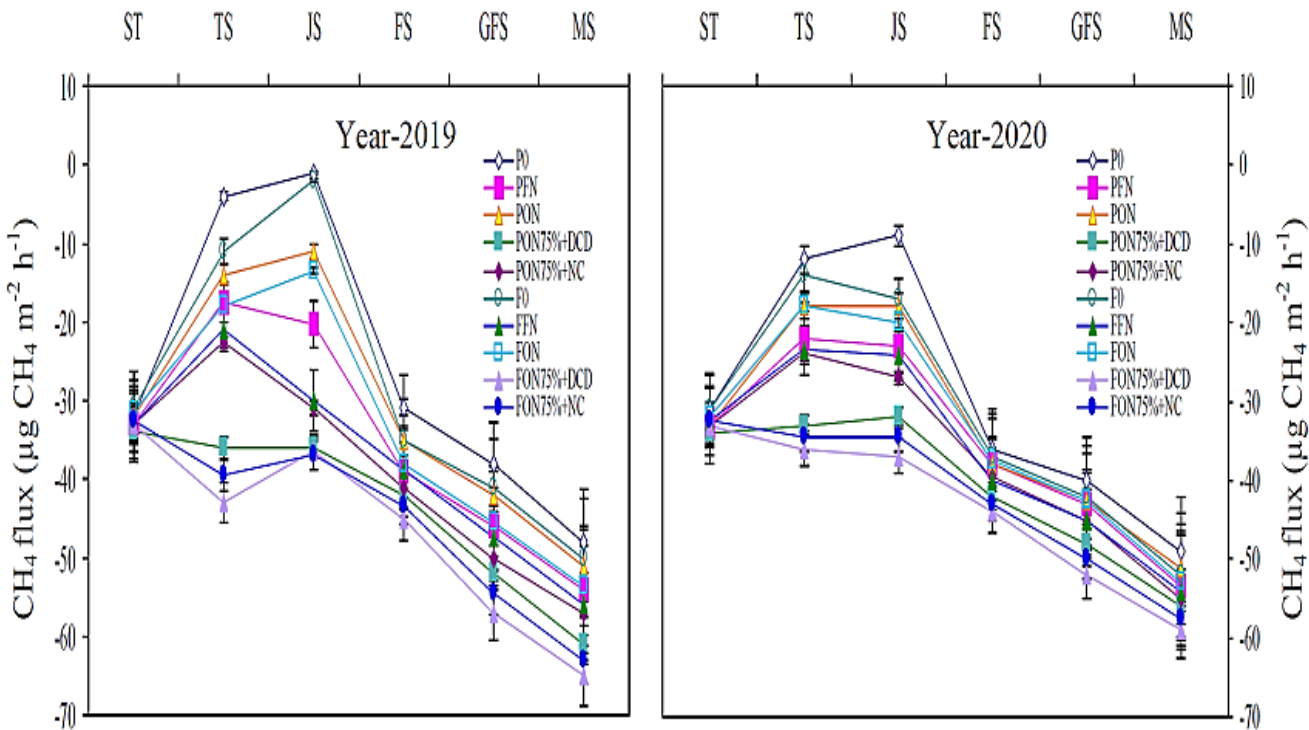 ST TS JS FS GFS MS ST TS JS FS GFS MS
CH₄ flux (µg CH₄ m⁻² h⁻¹)
10
0
-10
-20
-30
-40
-50
-60
-70
Year-2019
P0
PFN
PON
PON75%+DCD
PON75%+NC
F0
FFN
FON
FON75%+DCD
FON75%+NC
Year-2020
P0
PFN
PON
PON75%+DCD
PON75%+NC
F0
FFN
FON
FON75%+DCD
FON75%+NC
10
0
-10
-20
-30
-40
-50
-60
-70
CH₄ flux (µg CH₄ m⁻² h⁻¹)